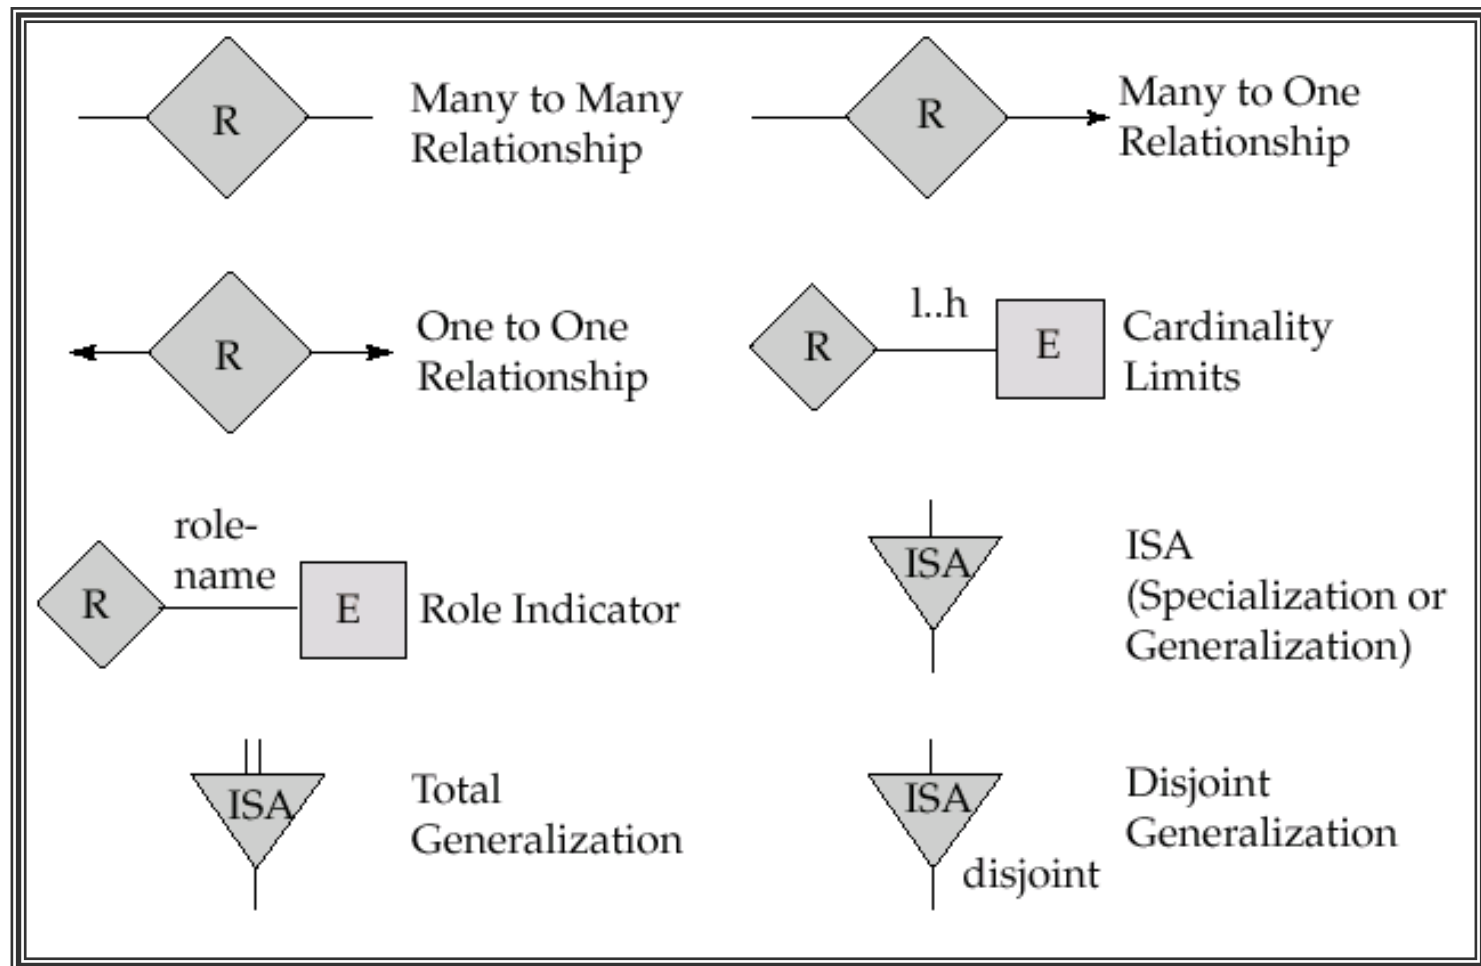 R
Many to Many
Relationship
R
Many to One
Relationship
R
One to One
Relationship
R
l..h
E
Cardinality
Limits
R
role-
name
E
Role Indicator
ISA
ISA
(Specialization or
Generalization)
ISA
Total
Generalization
ISA
disjoint
Disjoint
Generalization